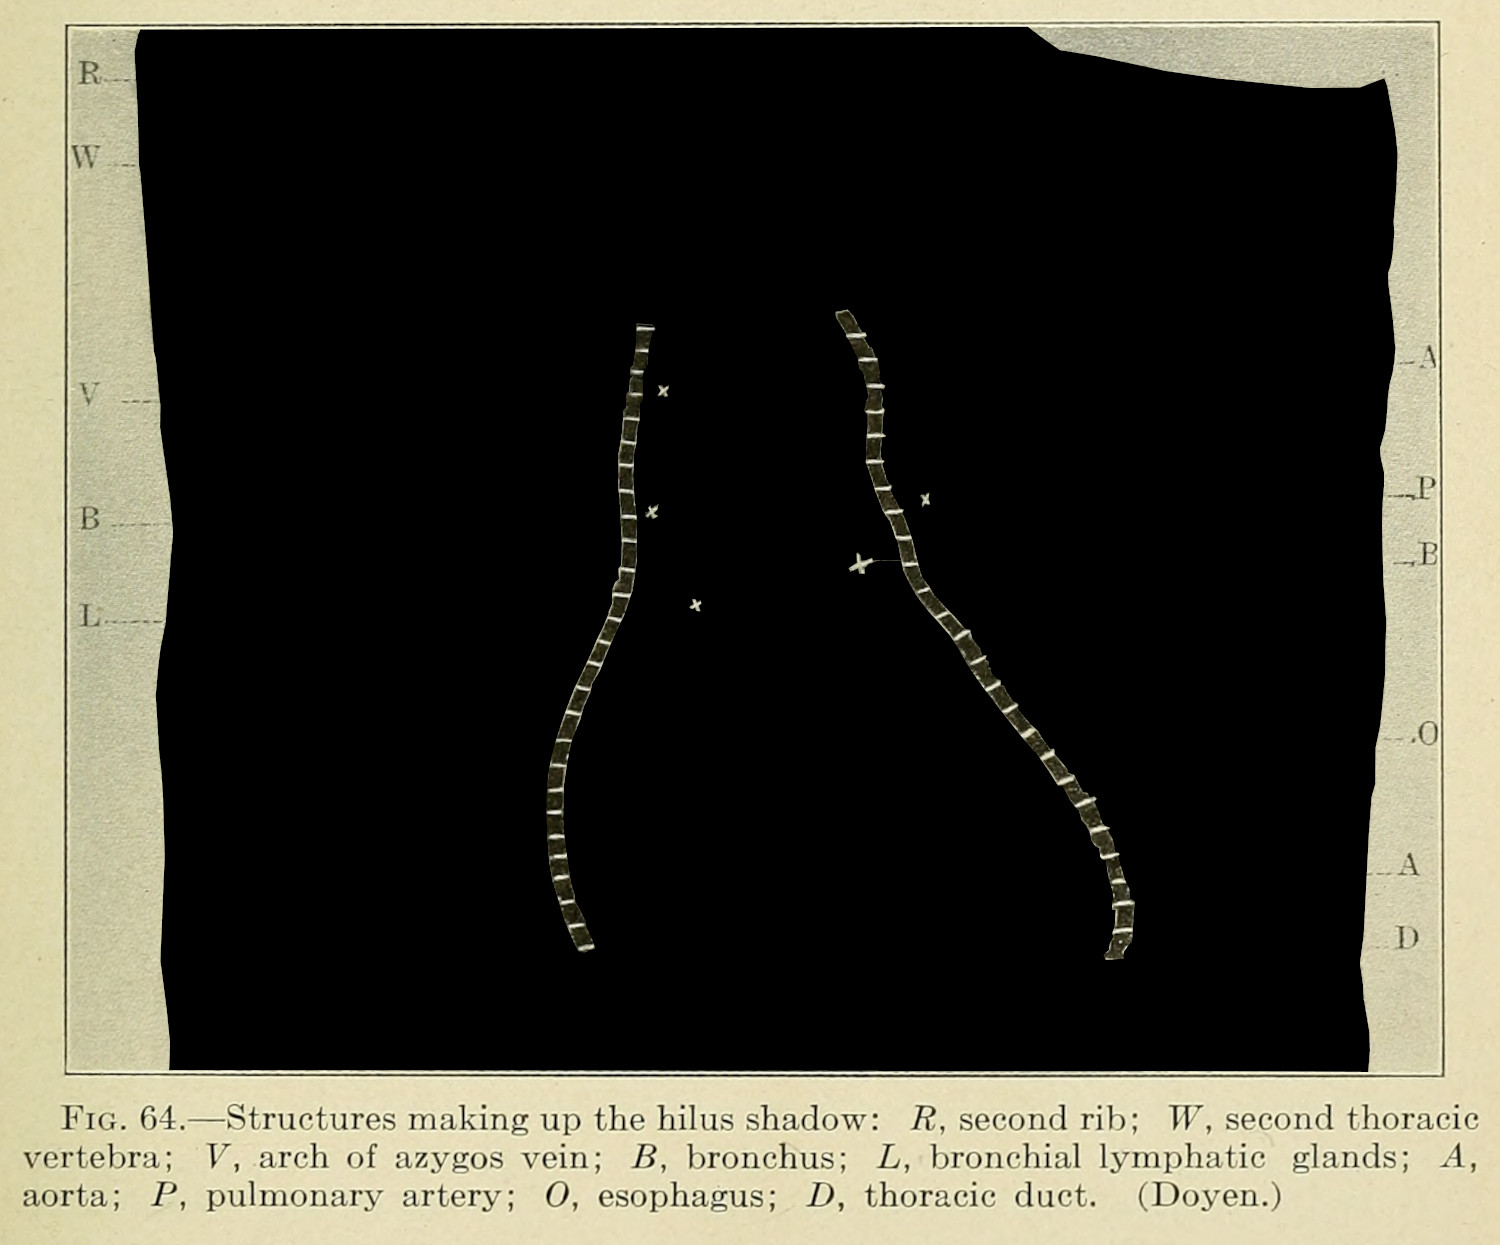 R
W
V
A
P
B
B
L
O
A
D
FIG. 64.—Structures making up the hilus shadow: R, second rib; W, second thoracic
vertebra; V, arch of azygos vein; B, bronchus; L, bronchial lymphatic glands; A,
aorta; P, pulmonary artery; O, esophagus; D, thoracic duct. (Doyen.)